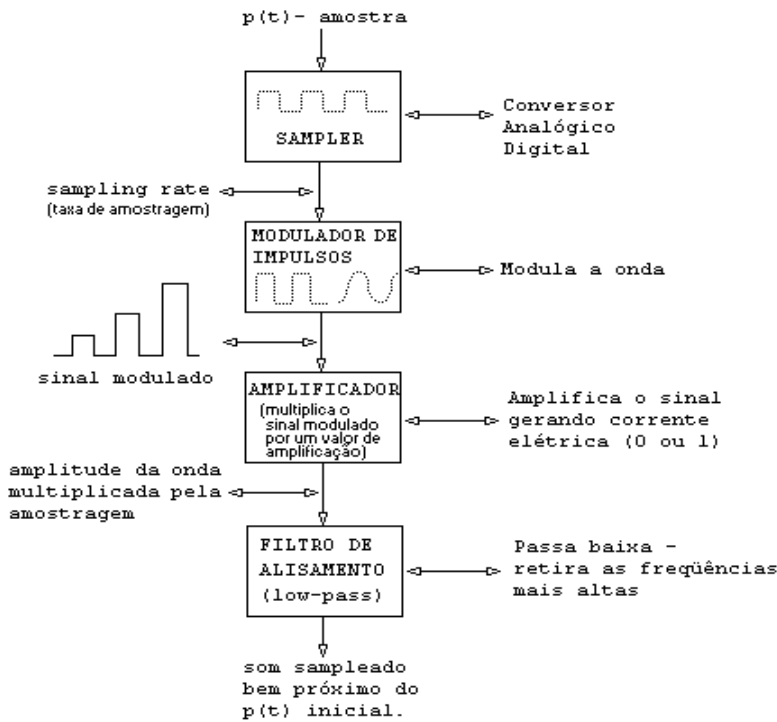 p(t)- amostra
SAMPLER
Conversor
Analógico
Digital
sampling rate
(taxa de amostragem)
MODULADOR DE
IMPULSOS
Modula a onda
sinal modulado
AMPLIFICADOR
(multiplica o
sinal modulado
por um valor de
amplificação)
Amplifica o sinal
gerando corrente
elétrica (0 ou 1)
amplitude da onda
multiplicada pela
amostragem
FILTRO DE
ALISAMENTO
(low-pass)
Passa baixa -
retira as freqüências
mais altas
som sampleado
bem próximo do
p(t) inicial.